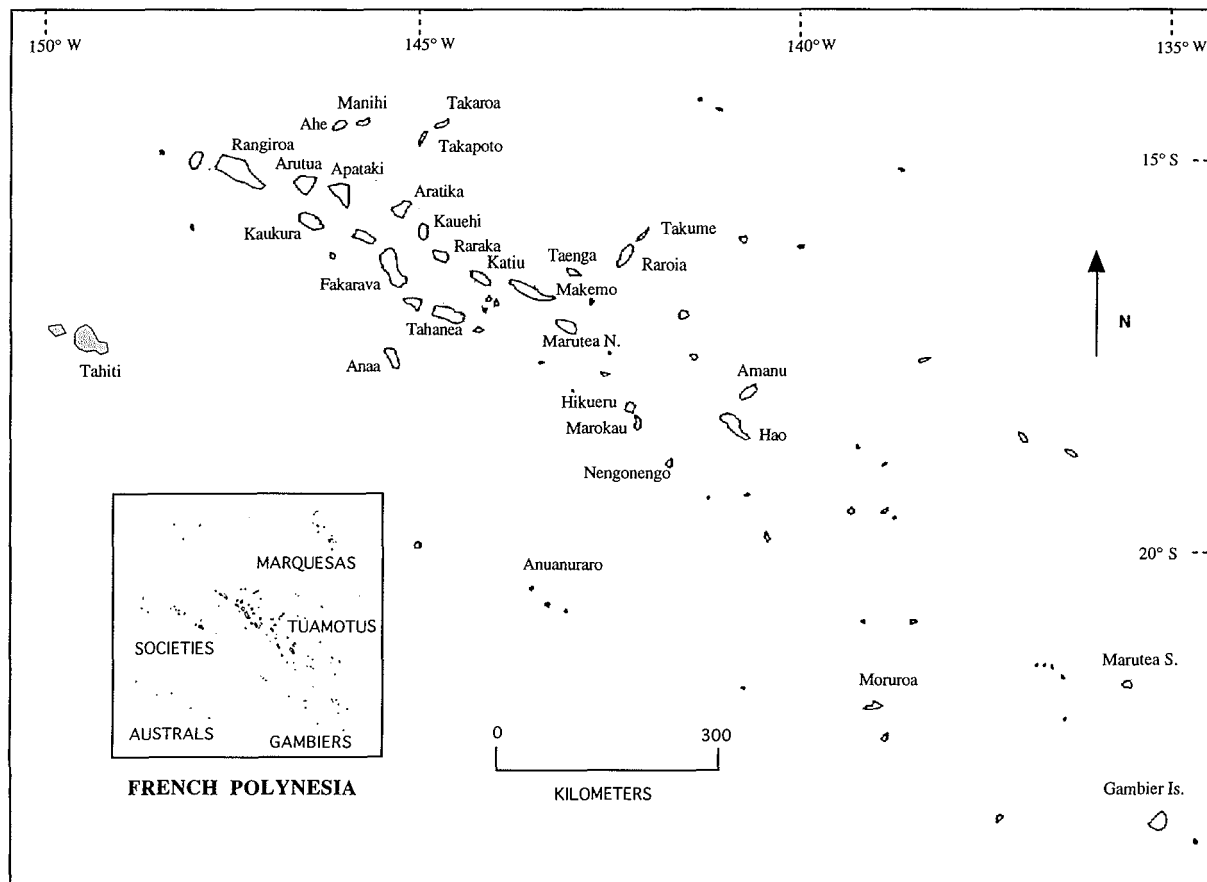 150° W
145° W
140° W
135° W
Manihi
Takaroa
Ahe
Takapoto
Rangiroa
15° S
Arutua
Apataki
Aratika
Kaukura
Kauehi
Takume
Raraka
Taenga
Raroia
Katiu
Fakarava
Makemo
N
Tahanea
Marutea N.
Tahiti
Anaa
Amanu
Hikueru
Marokau
Hao
Nengonengo
20° S
Anuanuraro
MARQUESAS
TUAMOTUS
SOCIETIES
AUSTRALS
GAMBIERS
Marutea S.
Moruroa
0
300
KILOMETERS
FRENCH POLYNESIA
Gambier Is.